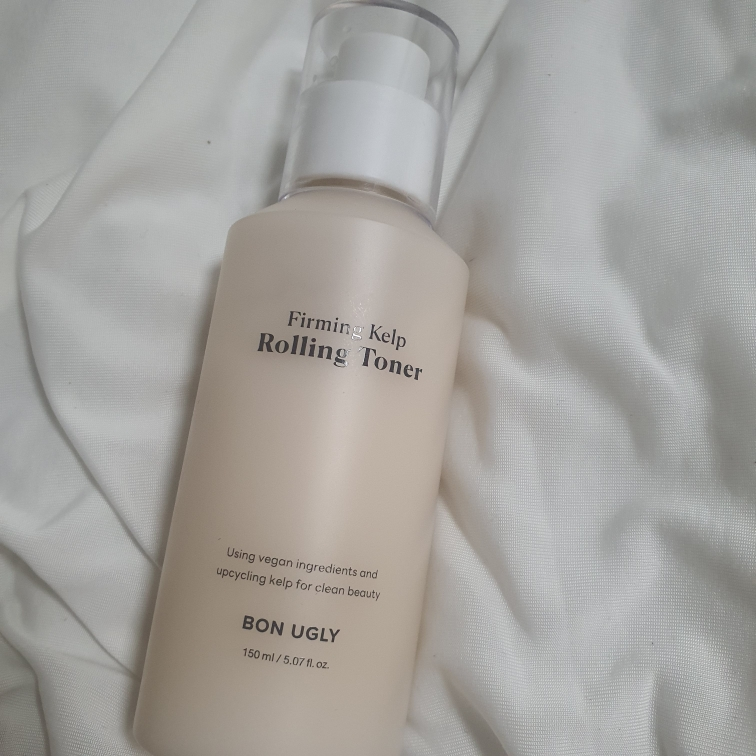 Firming Kelp
Rolling Toner
Using vegan ingredients and
upcycling kelp for clean beauty
BON UGLY
150 ml / 5.07 fl. oz.